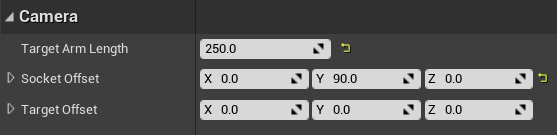 Camera
Target Arm Length 250.0
Socket Offset X 0.0 Y 90.0 Z 0.0
Target Offset X 0.0 Y 0.0 Z 0.0